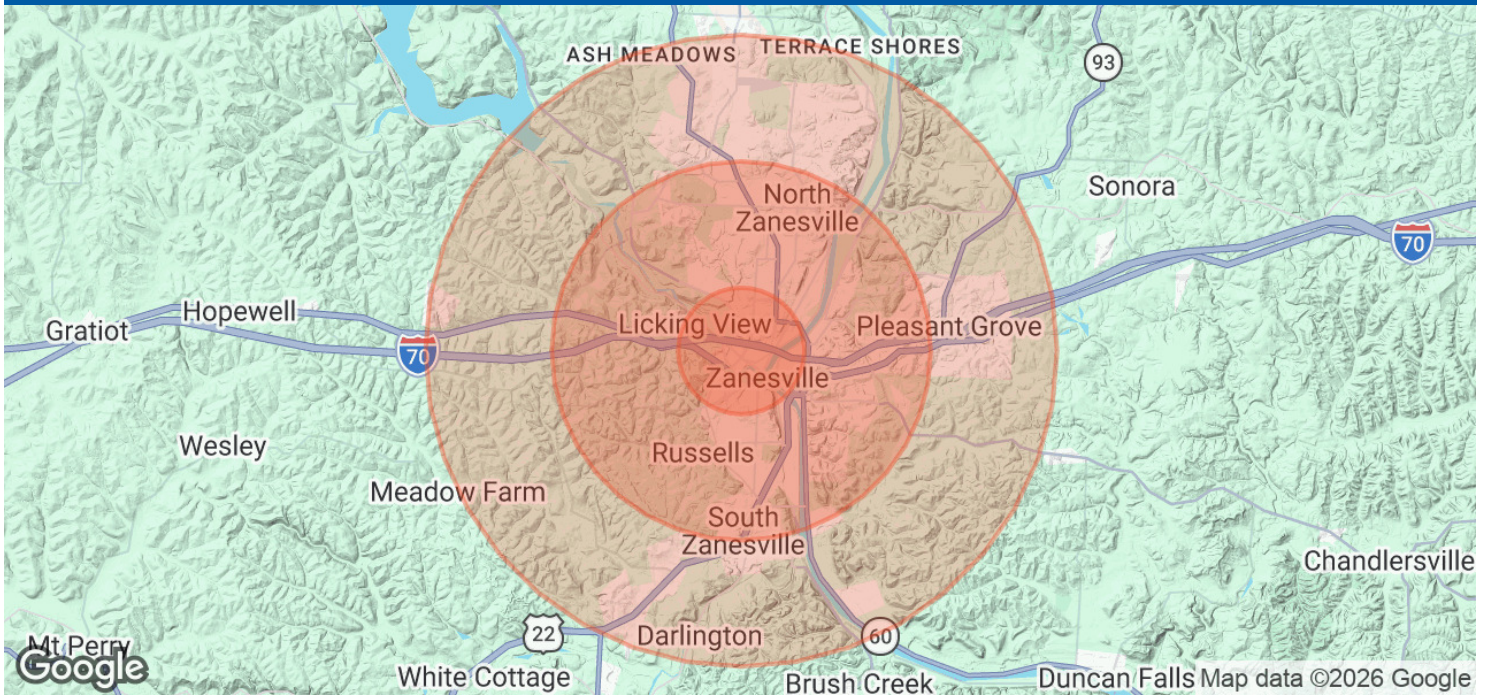 ASH MEADOWS
TERRACE SHORES
93
Sonora
North
Zanesville
70
Hopewell
Gratiot
Licking View
Pleasant Grove
70
Zanesville
Wesley
Russells
Meadow Farm
South
Zanesville
Chandlersville
22
Darlington
60
Mt Perry
Google
White Cottage
Brush Creek
Duncan Falls
Map data ©2026 Google